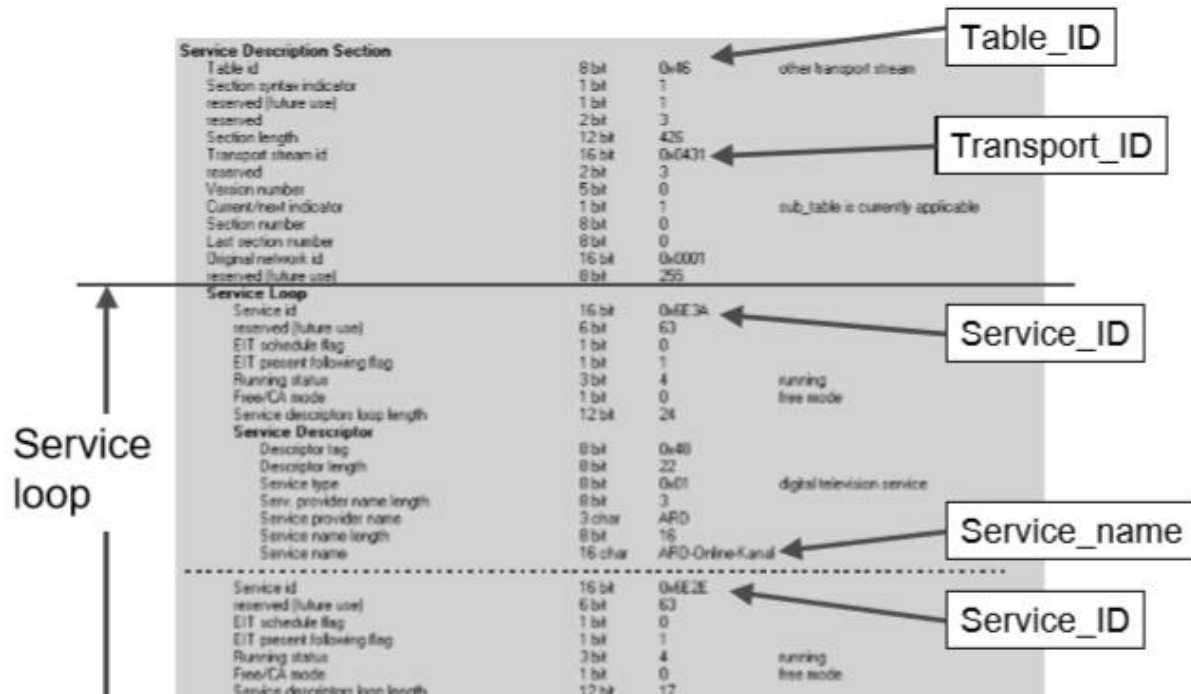 Table_ID
Service Description Section
Table id 8 bit 0x46 other transport stream
Section syntax indicator 1 bit 1
reserved (future use) 1 bit 1
reserved 2 bit 3
Section length 12 bit 426
Transport stream id 16 bit 0x0431
Transport_ID
reserved 2 bit 3
Version number 5 bit 0
Current/next indicator 1 bit 1 sub_table is currently applicable
Section number 8 bit 0
Last section number 8 bit 0
Original network id 16 bit 0x0001
reserved (future use) 8 bit 255
Service Loop
Service id 16 bit 0x6E3A
Service_ID
reserved (future use) 6 bit 63
EIT schedule flag 1 bit 0
EIT present following flag 1 bit 1
Running status 3 bit 4 running
Free/CA mode 1 bit 0 free mode
Service descriptors loop length 12 bit 24
Service
loop
Service Descriptor
Descriptor tag 8 bit 0x48
Descriptor length 8 bit 22
Service type 8 bit 0x01 digital television service
Serv. provider name length 8 bit 3
Service provider name 3 char ARD
Service name length 8 bit 16
Service name 16 char ARD-Online-Kanal
Service_name
Service id 16 bit 0x6E2E
Service_ID
reserved (future use) 6 bit 63
EIT schedule flag 1 bit 0
EIT present following flag 1 bit 1
Running status 3 bit 4 running
Free/CA mode 1 bit 0 free mode
Service descriptors loop length 12 bit 17